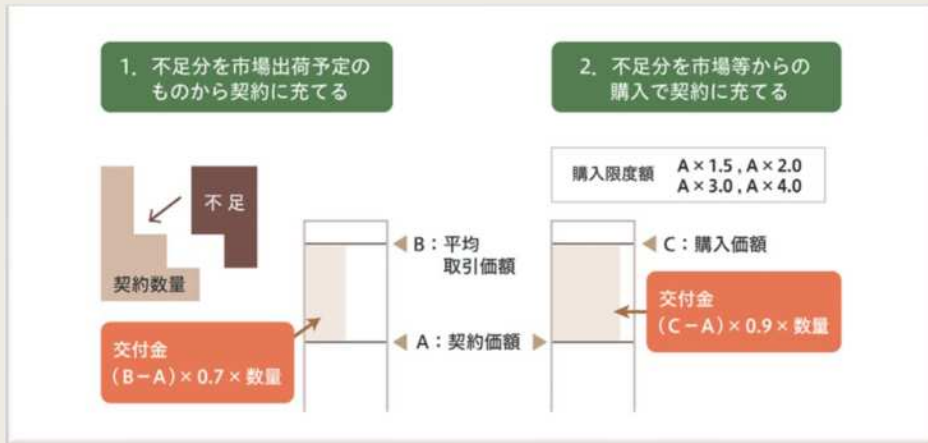 1. 不足分を市場出荷予定の
ものから契約に充てる
2. 不足分を市場等からの
購入で契約に充てる
不足
契約数量
購入限度額 A×1.5 , A×2.0
A×3.0 , A×4.0
B：平均
取引価額
C：購入価額
交付金
(B−A)×0.7×数量
A：契約価額
交付金
(C−A)×0.9×数量